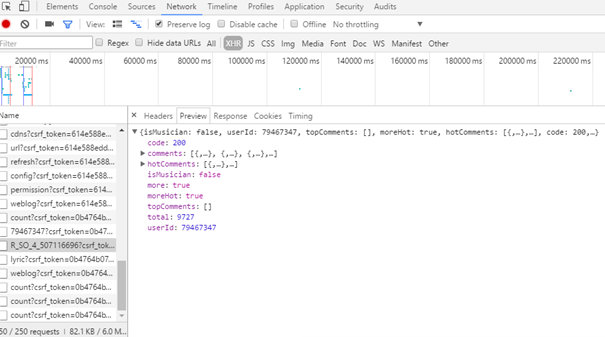 Elements Console Sources Network Timeline Profiles Application Security Audits
View: Preserve log Disable cache Offline No throttling
Filter Regex Hide data URLs All XHR JS CSS Img Media Font Doc WS Manifest Other
20000 ms 40000 ms 60000 ms 80000 ms 100000 ms 120000 ms 140000 ms 160000 ms 180000 ms 200000 ms 220000 ms
Name
cdns?csrf_token=614e588e...
url?csrf_token=614e588edd...
refresh?csrf_token=614e58...
config?csrf_token=614e588...
permission?csrf_token=614...
weblog?csrf_token=614e58...
count?csrf_token=0b4764b...
79467347?csrf_token=0b47...
R_SO_4_507116696?csrf_tok...
lyric?csrf_token=0b4764b07...
weblog?csrf_token=0b4764...
count?csrf_token=0b4764b...
count?csrf_token=0b4764b...
count?csrf_token=0b4764b...
50 / 250 requests | 82.1 KB / 6.0 M...
× Headers Preview Response Cookies Timing
▼{isMusician: false, userId: 79467347, topComments: [], moreHot: true, hotComments: [{,…},…], code: 200,…}
code: 200
▶comments: [{,…}, {,…}, {,…},…]
▶hotComments: [{,…},…]
isMusician: false
more: true
moreHot: true
topComments: []
total: 9727
userId: 79467347